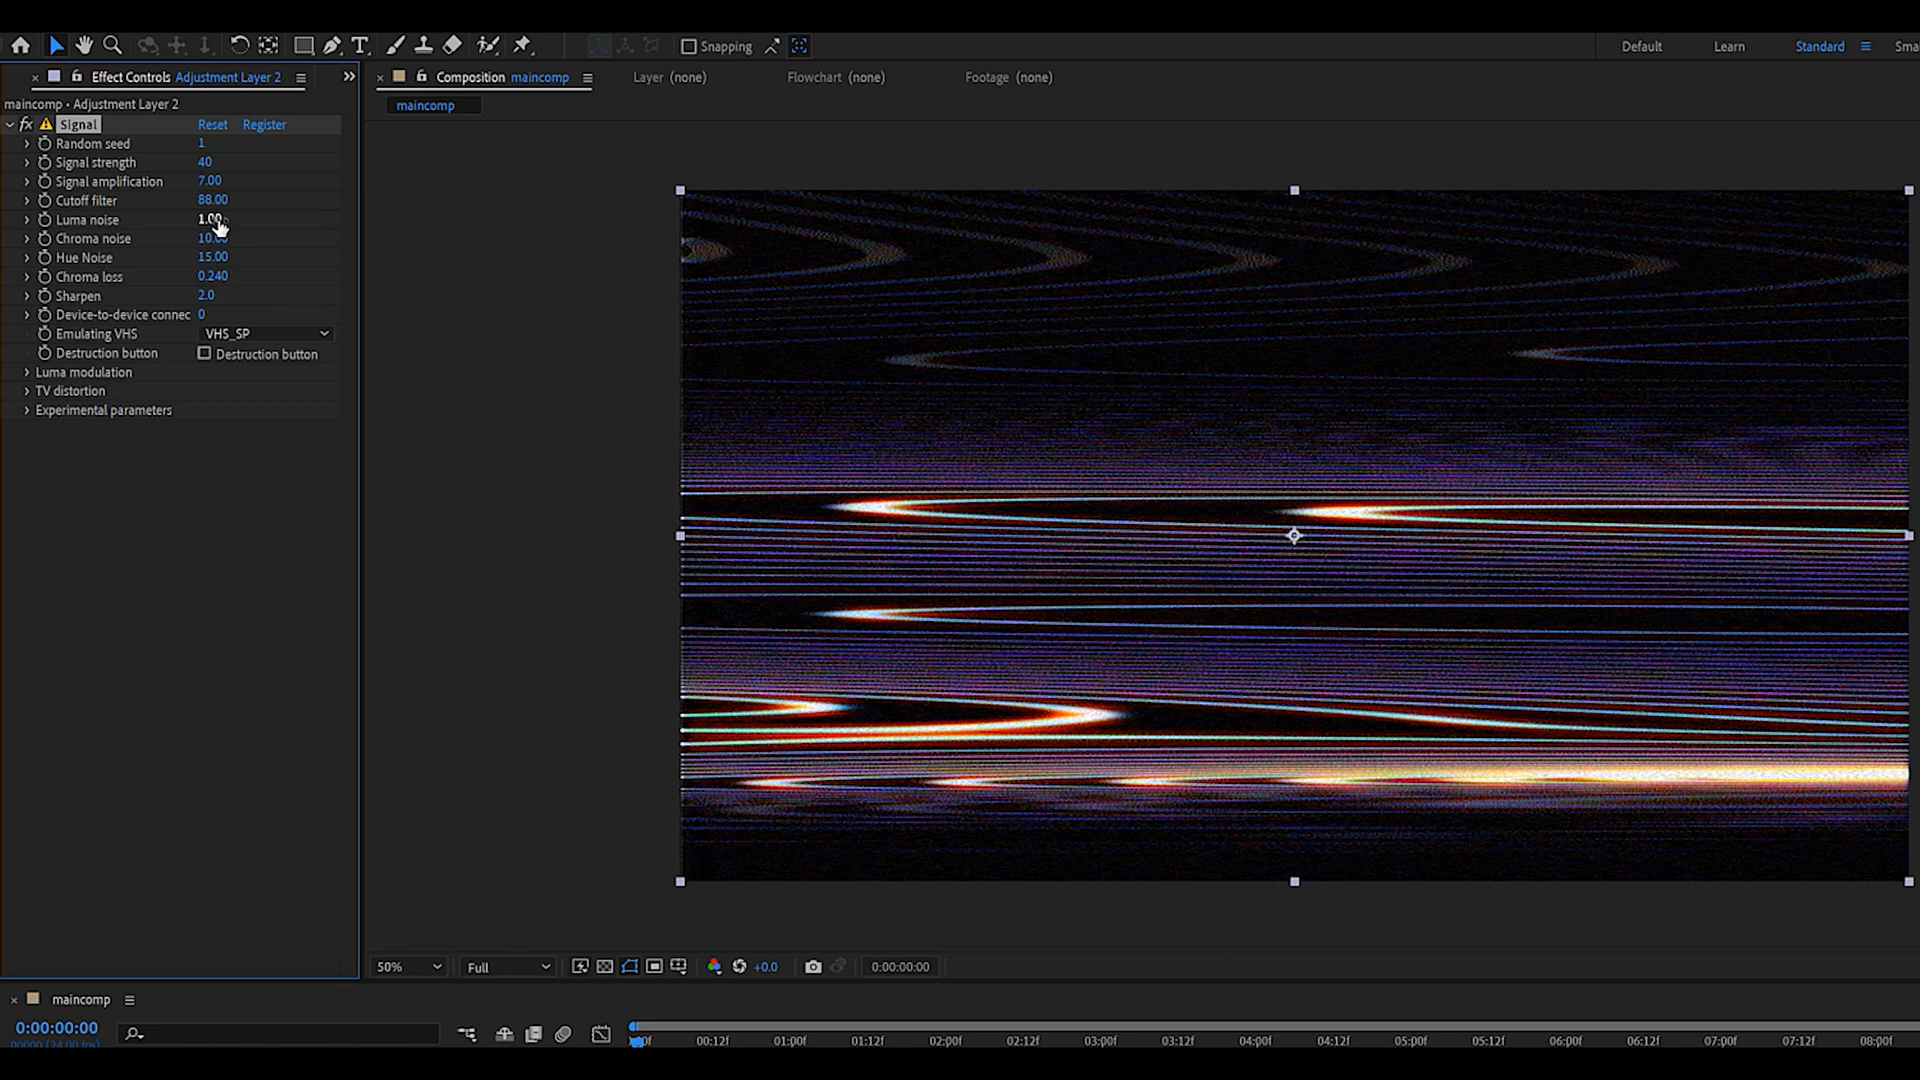 Snapping
Default Learn Standard Sma
Effect Controls Adjustment Layer 2
Composition maincomp Layer (none) Flowchart (none) Footage (none)
maincomp • Adjustment Layer 2
maincomp
fx Signal Reset Register
Random seed 1
Signal strength 40
Signal amplification 7.00
Cutoff filter 88.00
Luma noise 1.00
Chroma noise
Hue Noise 15.00
Chroma loss 0.240
Sharpen 2.0
Device-to-device connec 0
Emulating VHS VHS_SP
Destruction button Destruction button
Luma modulation
TV distortion
Experimental parameters
50% Full +0.0 0:00:00:00
maincomp
0:00:00:00
00:12f 01:00f 01:12f 02:00f 02:12f 03:00f 03:12f 04:00f 04:12f 05:00f 05:12f 06:00f 06:12f 07:00f 07:12f 08:00f